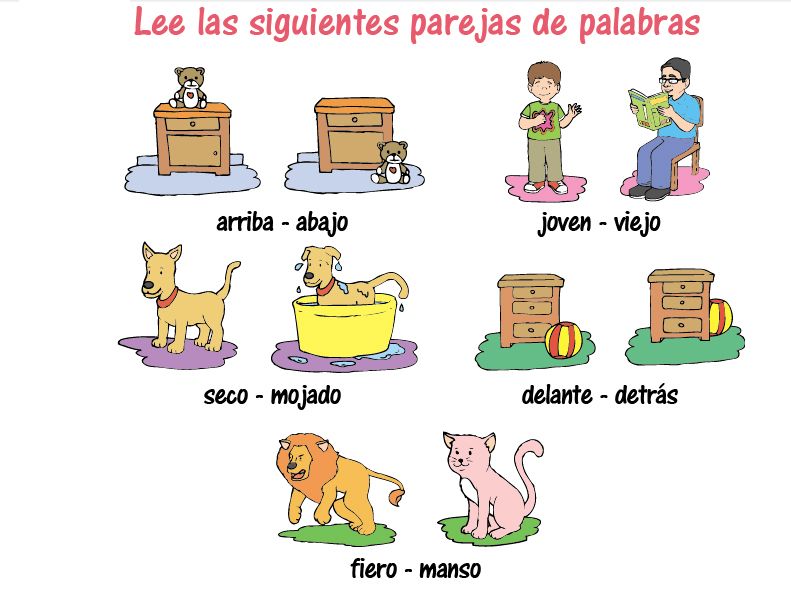 Lee las siguientes parejas de palabras
arriba - abajo
joven - viejo
seco - mojado
delante - detrás
fiero - manso